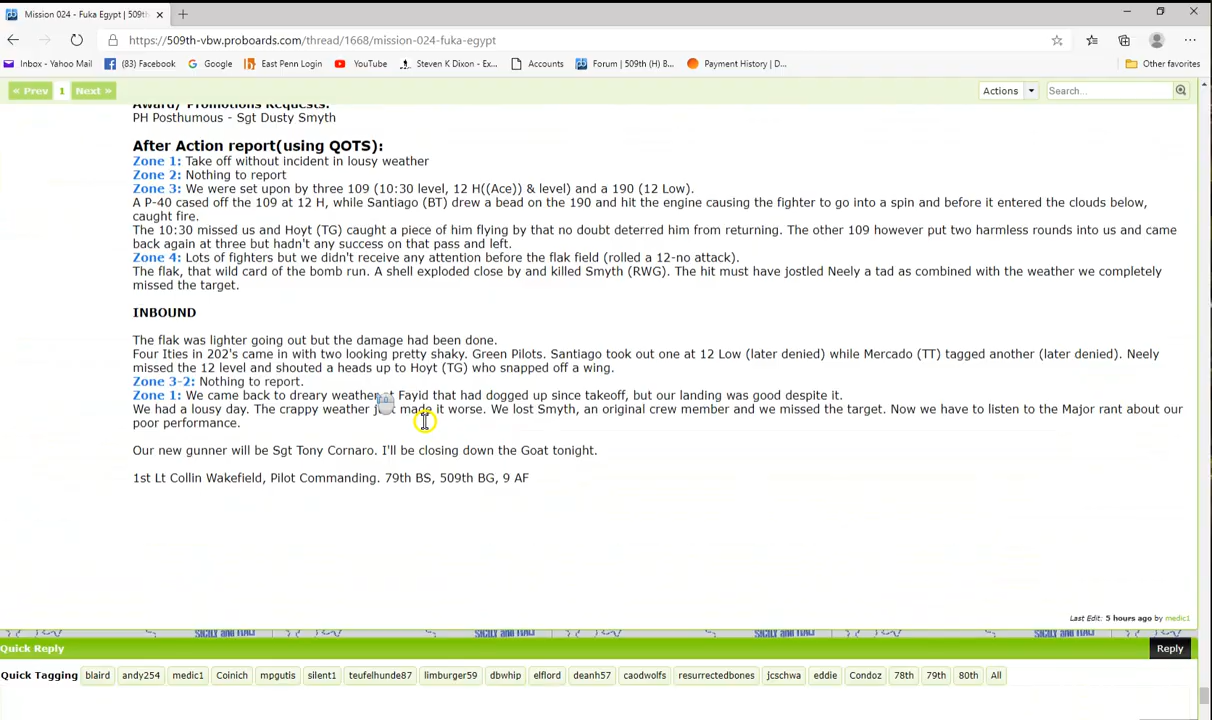 Mission 024 - Fuka Egypt | 509th
https://509th-vbw.proboards.com/thread/1668/mission-024-fuka-egypt
Inbox - Yahoo Mail
(83) Facebook
Google
East Penn Login
YouTube
Steven K Dixon - Ex...
Accounts
Forum | 509th (H) B...
Payment History | D...
Other favorites
« Prev 1 Next »
Actions
Search...
Award/ Promotions Requests:
PH Posthumous - Sgt Dusty Smyth
After Action report(using QOTS):
Zone 1: Take off without incident in lousy weather
Zone 2: Nothing to report
Zone 3: We were set upon by three 109 (10:30 level, 12 H((Ace)) & level) and a 190 (12 Low).
A P-40 cased off the 109 at 12 H, while Santiago (BT) drew a bead on the 190 and hit the engine causing the fighter to go into a spin and before it entered the clouds below,
caught fire.
The 10:30 missed us and Hoyt (TG) caught a piece of him flying by that no doubt deterred him from returning. The other 109 however put two harmless rounds into us and came
back again at three but hadn't any success on that pass and left.
Zone 4: Lots of fighters but we didn't receive any attention before the flak field (rolled a 12-no attack).
The flak, that wild card of the bomb run. A shell exploded close by and killed Smyth (RWG). The hit must have jostled Neely a tad as combined with the weather we completely
missed the target.
INBOUND
The flak was lighter going out but the damage had been done.
Four Ities in 202's came in with two looking pretty shaky. Green Pilots. Santiago took out one at 12 Low (later denied) while Mercado (TT) tagged another (later denied). Neely
missed the 12 level and shouted a heads up to Hoyt (TG) who snapped off a wing.
Zone 3-2: Nothing to report.
Zone 1: We came back to dreary weather at Fayid that had dogged up since takeoff, but our landing was good despite it.
We had a lousy day. The crappy weather just made it worse. We lost Smyth, an original crew member and we missed the target. Now we have to listen to the Major rant about our
poor performance.
Our new gunner will be Sgt Tony Cornaro. I'll be closing down the Goat tonight.
1st Lt Collin Wakefield, Pilot Commanding. 79th BS, 509th BG, 9 AF
Last Edit: 5 hours ago by medic1
Quick Reply
Reply
Quick Tagging blaird andy254 medic1 Coinich mpgutis silent1 teufelhunde87 limburger59 dbwhip elflord deanh57 caodwolfs resurrectedbones jcschwa eddie Condoz 78th 79th 80th All